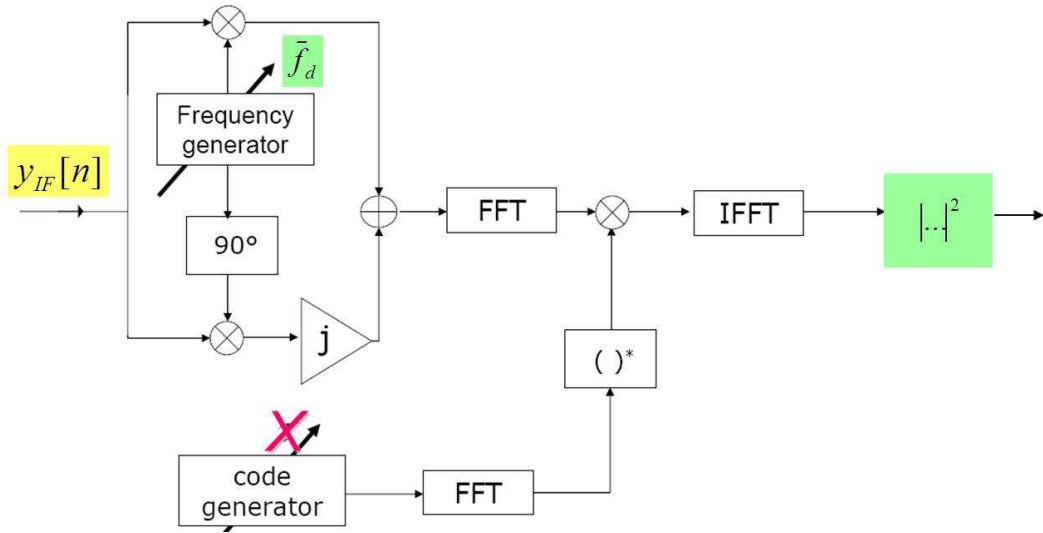 f̄_d
Frequency
generator
y_IF[n]
90°
j
FFT
IFFT
|...|²
( )*
X
code
generator
FFT